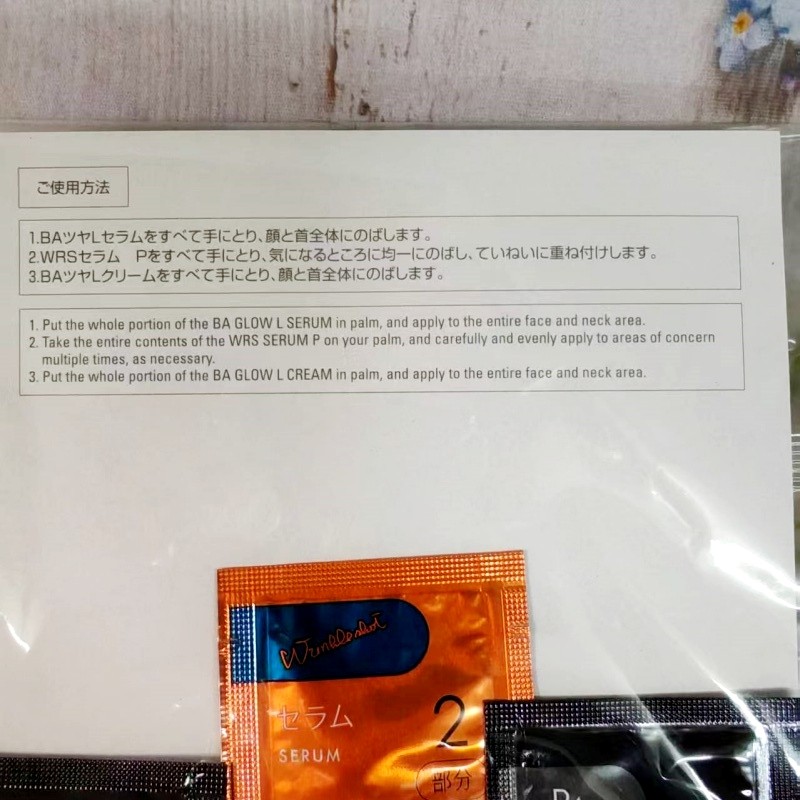 ご使用方法
1.BAツヤLセラムをすべて手にとり、顔と首全体にのばします。
2.WRSセラム　Pをすべて手にとり、気になるところに均一にのばし、ていねいに重ね付けします。
3.BAツヤLクリームをすべて手にとり、顔と首全体にのばします。
1. Put the whole portion of the BA GLOW L SERUM in palm, and apply to the entire face and neck area.
2. Take the entire contents of the WRS SERUM P on your palm, and carefully and evenly apply to areas of concern
multiple times, as necessary.
3. Put the whole portion of the BA GLOW L CREAM in palm, and apply to the entire face and neck area.
Wrinkleshot
セラム 2
SERUM
部分